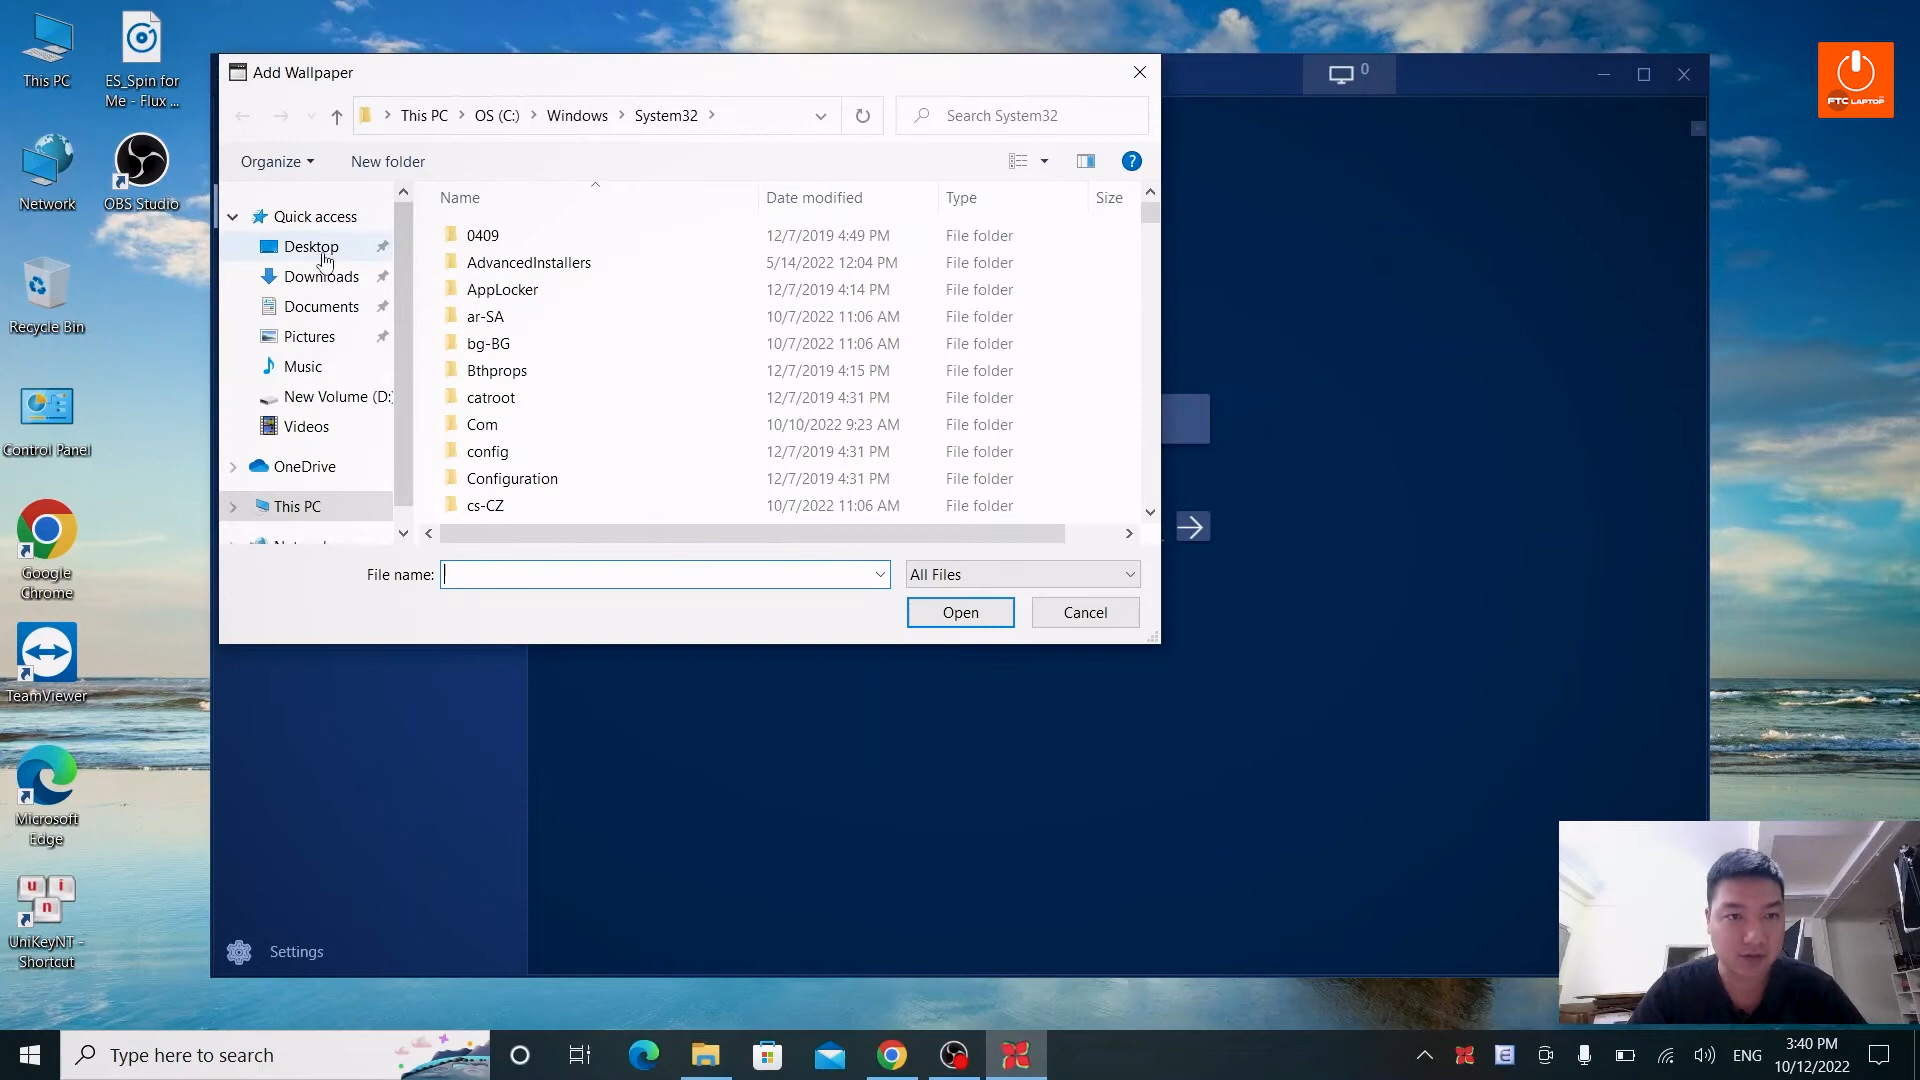 This PC
ES_Spin for
Me - Flux ...
Network
OBS Studio
Recycle Bin
Control Panel
Google
Chrome
TeamViewer
Microsoft
Edge
UniKeyNT -
Shortcut
Add Wallpaper
This PC
OS (C:)
Windows
System32
Search System32
Organize
New folder
Quick access
Desktop
Downloads
Documents
Pictures
Music
New Volume (D:)
Videos
OneDrive
This PC
Name
Date modified
Type
Size
0409 12/7/2019 4:49 PM File folder
AdvancedInstallers 5/14/2022 12:04 PM File folder
AppLocker 12/7/2019 4:14 PM File folder
ar-SA 10/7/2022 11:06 AM File folder
bg-BG 10/7/2022 11:06 AM File folder
Bthprops 12/7/2019 4:15 PM File folder
catroot 12/7/2019 4:31 PM File folder
Com 10/10/2022 9:23 AM File folder
config 12/7/2019 4:31 PM File folder
Configuration 12/7/2019 4:31 PM File folder
cs-CZ 10/7/2022 11:06 AM File folder
File name:
All Files
Open
Cancel
0
FTC LAPTOP
Settings
Type here to search
ENG
3:40 PM
10/12/2022